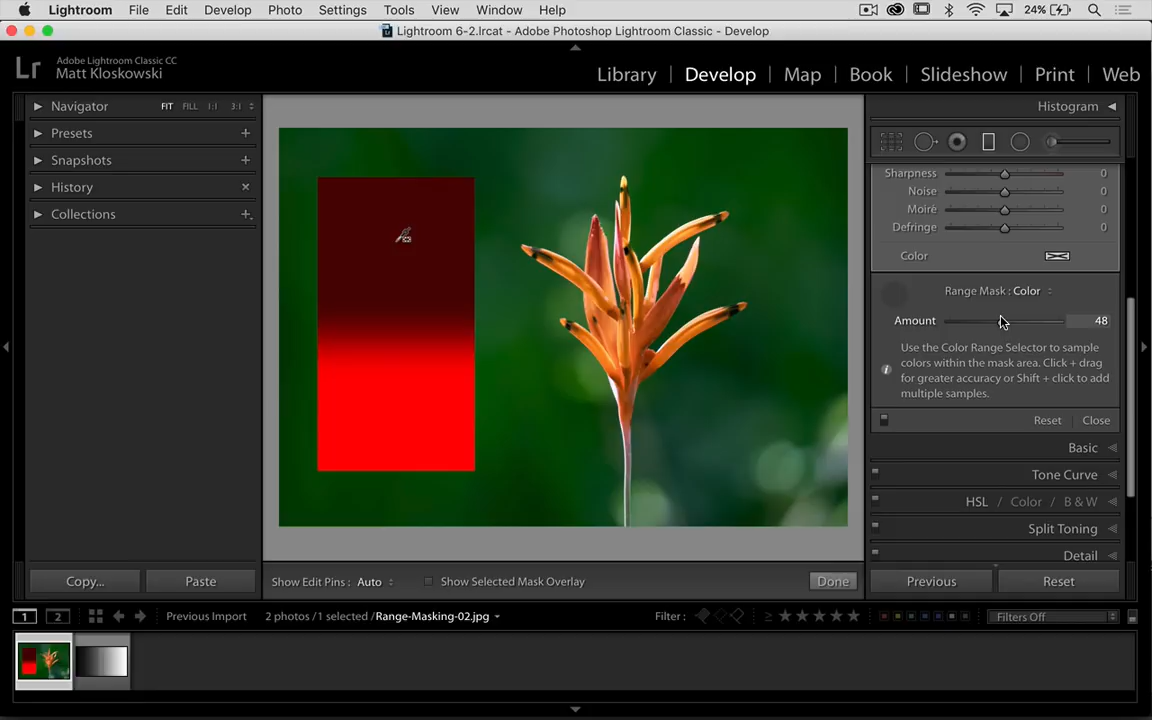 Lightroom File Edit Develop Photo Settings Tools View Window Help 24%
Lightroom 6-2.lrcat - Adobe Photoshop Lightroom Classic - Develop
Lr Adobe Lightroom Classic CC
Matt Kloskowski
Library | Develop | Map | Book | Slideshow | Print | Web
Navigator FIT FILL 1:1 3:1
Presets
Snapshots
History
Collections
Histogram
Sharpness 0
Noise 0
Moiré 0
Defringe 0
Color
Range Mask : Color
Amount 48
Use the Color Range Selector to sample
colors within the mask area. Click + drag
for greater accuracy or Shift + click to add
multiple samples.
Reset | Close
Basic
Tone Curve
HSL / Color / B & W
Split Toning
Detail
Copy... Paste
Show Edit Pins : Auto Show Selected Mask Overlay Done
Previous Reset
1 2 Previous Import 2 photos /1 selected /Range-Masking-02.jpg Filter : Filters Off